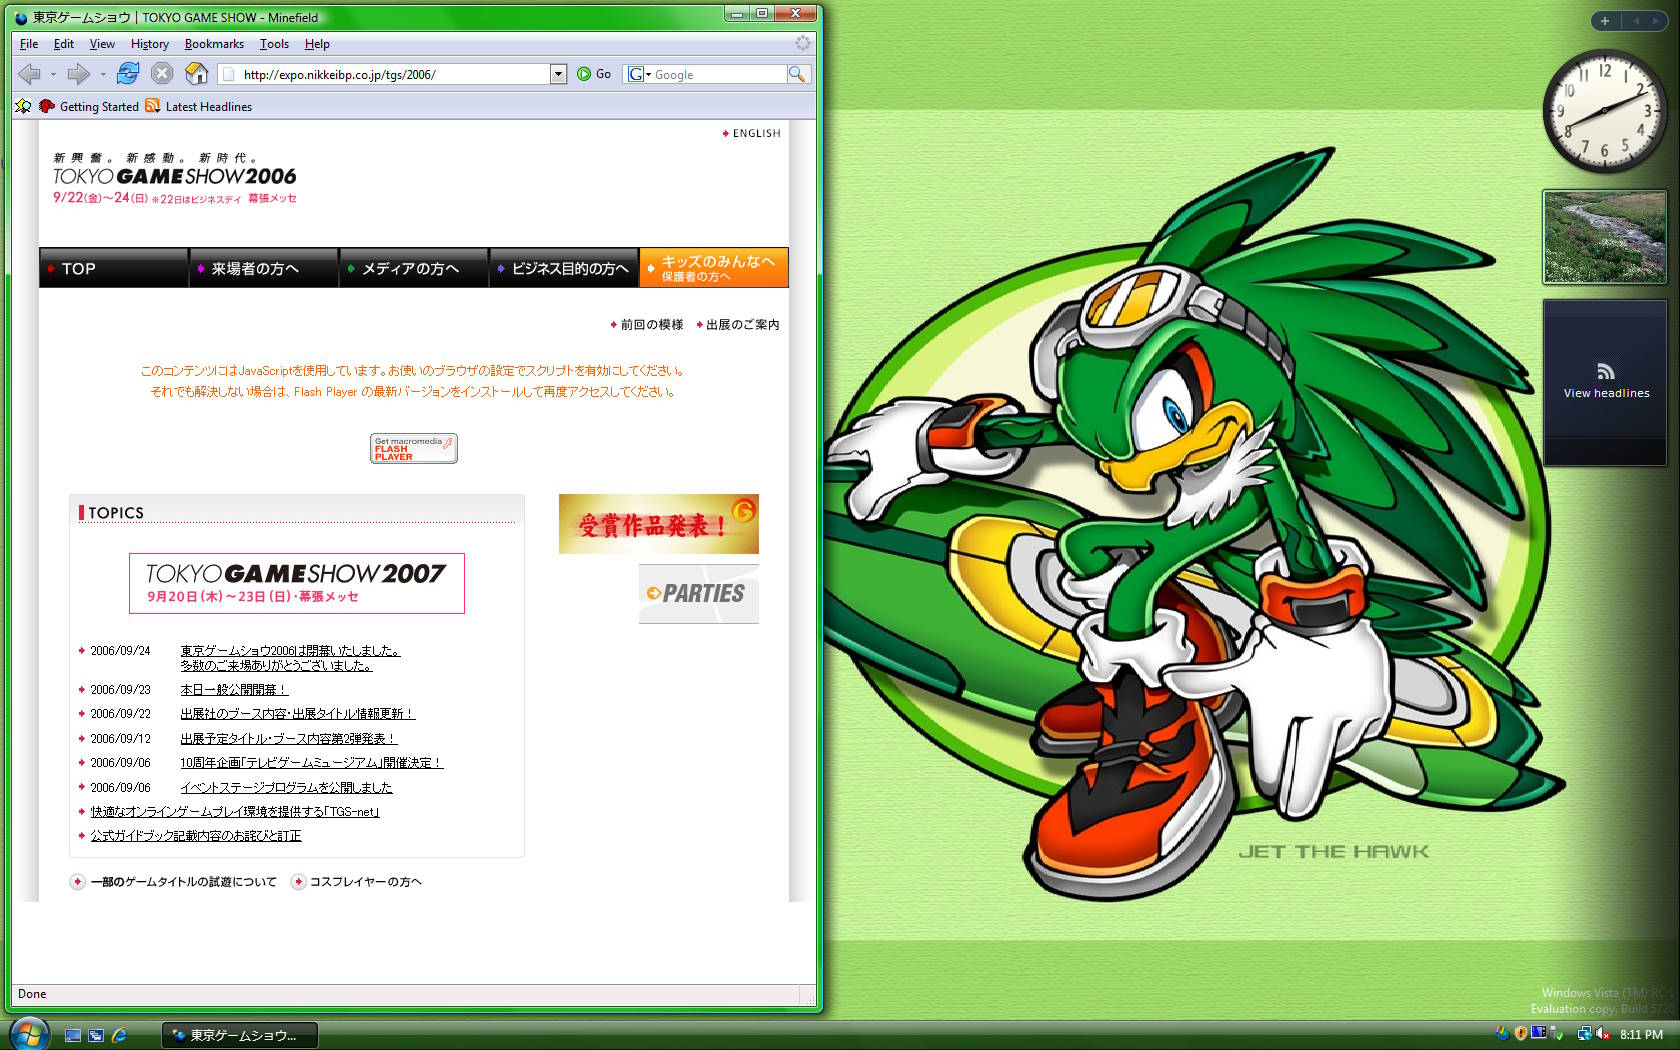 東京ゲームショウ | TOKYO GAME SHOW - Minefield
File Edit View History Bookmarks Tools Help
http://expo.nikkeibp.co.jp/tgs/2006/
Go
G
Google
Getting Started
Latest Headlines
ENGLISH
新興奮。新感動。新時代。
TOKYO GAME SHOW 2006
9/22(金)～24(日) ※22日はビジネスデイ 幕張メッセ
TOP
来場者の方へ
メディアの方へ
ビジネス目的の方へ
キッズのみんなへ
保護者の方へ
前回の模様
出展のご案内
このコンテンツにはJavaScriptを使用しています。お使いのブラウザの設定でスクリプトを有効にしてください。
それでも解決しない場合は、Flash Player の最新バージョンをインストールして再度アクセスしてください。
Get macromedia
FLASH
PLAYER
TOPICS
TOKYO GAME SHOW 2007
9月20日(木)～23日(日)・幕張メッセ
受賞作品発表！
G
PARTIES
2006/09/24 東京ゲームショウ2006は閉幕いたしました。
多数のご来場ありがとうございました。
2006/09/23 本日一般公開開幕！
2006/09/22 出展社のブース内容・出展タイトル情報更新！
2006/09/12 出展予定タイトル・ブース内容第2弾発表！
2006/09/06 10周年企画「テレビゲームミュージアム」開催決定！
2006/09/06 イベントステージプログラムを公開しました
快適なオンラインゲームプレイ環境を提供する「TGS-net」
公式ガイドブック記載内容のお詫びと訂正
一部のゲームタイトルの試遊について
コスプレイヤーの方へ
Done
12 1 2 3 4 5 6 7 8 9 10 11
View headlines
JET THE HAWK
Windows Vista (TM) RC
Evaluation copy. Build
東京ゲームショウ...
8:11 PM